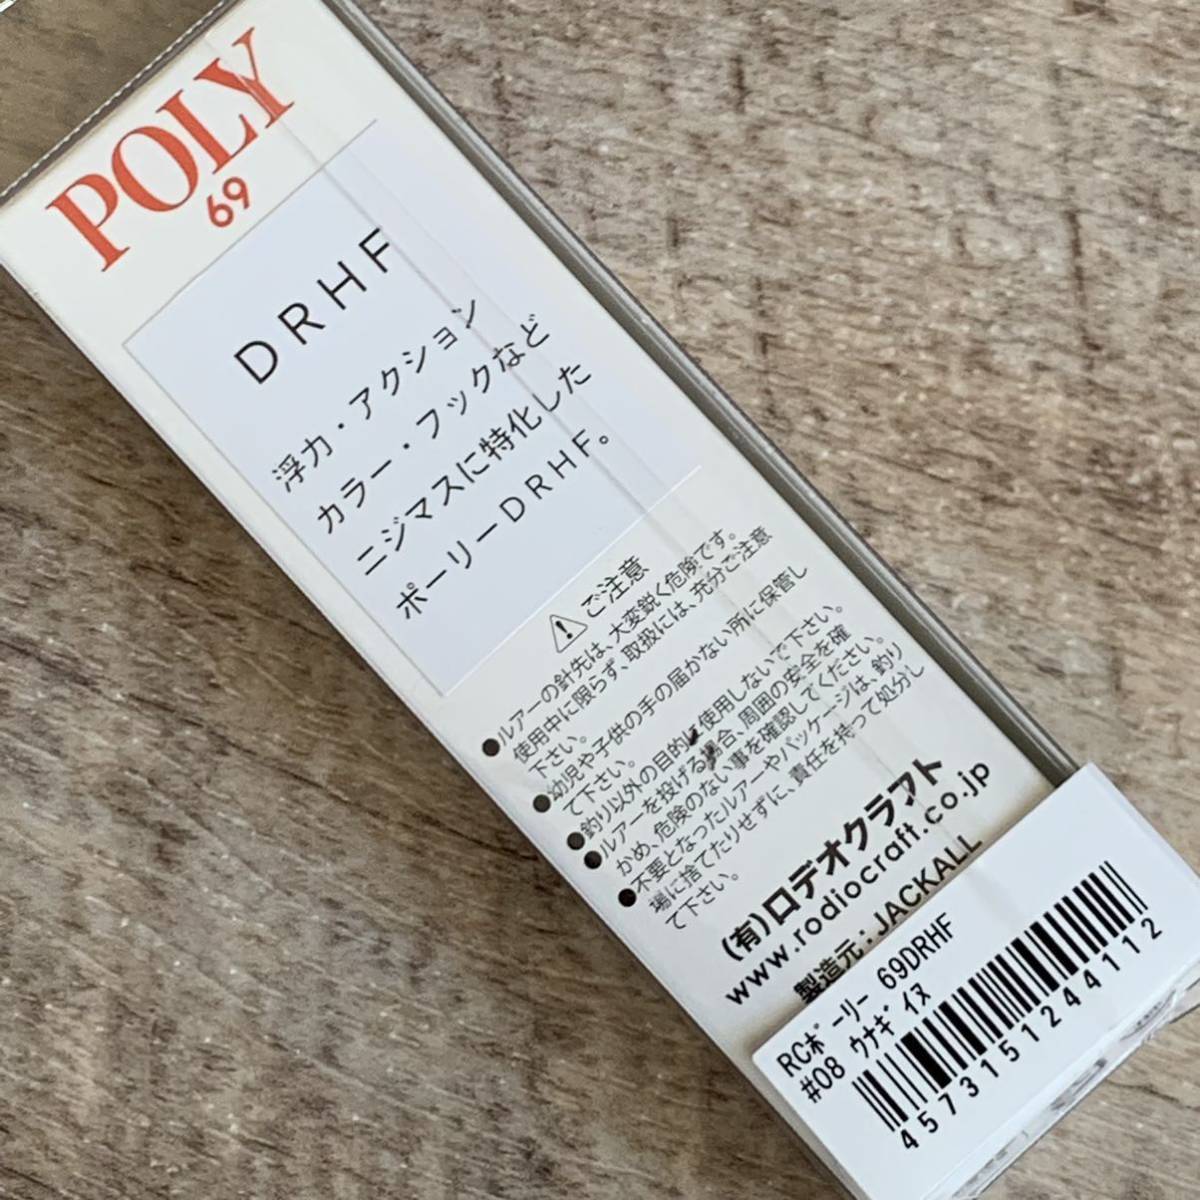 POLY
69
DRHF
浮力・アクション
カラー・フックなど
ニジマスに特化した
ポーリーDRHF。
ご注意
●ルアーの針先は、大変鋭く危険です。
使用中に限らず、取扱には、充分ご注意
下さい。
●幼児や子供の手の届かない所に保管し
て下さい。
●釣り以外の目的に使用しないで下さい。
●ルアーを投げる場合、周囲の安全を確
かめ、危険のない事を確認してください。
●不要となったルアーやパッケージは、釣り
場に捨てたりせずに、責任を持って処分し
て下さい。
(有)ロデオクラフト
www.rodiocraft.co.jp
製造元:JACKALL
RCポーリー 69DRHF
#08 ウナギイヌ
4573151244112